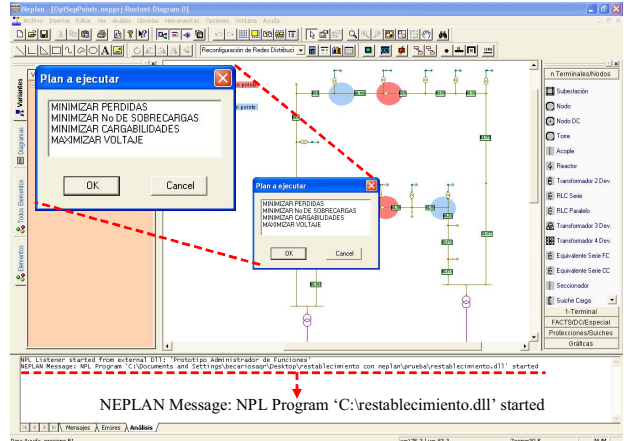 Neplan - [OptSepPoints.neppcj-Rootset-Diagram 0]
Archivo Insertar Editar Ver Análisis Librerías Herramientas Opciones Ventana Ayuda
Reconfiguración de Redes Distribuci
Variantes
Diagramas
Todos Elementos
Elementos
Plan a ejecutar
MINIMIZAR PERDIDAS
MINIMIZAR No DE SOBRECARGAS
MINIMIZAR CARGABILIDADES
MAXIMIZAR VOLTAJE
OK
Cancel
points
points
Plan a ejecutar
MINIMIZAR PERDIDAS
MINIMIZAR No DE SOBRECARGAS
MINIMIZAR CARGABILIDADES
MAXIMIZAR VOLTAJE
OK
Cancel
n Terminales/Nodos
Subestación
Nodo
Nodo DC
Torre
Acople
Reactor
Transformador 2 Dev.
RLC Serie
RLC Paralelo
Transformador 3 Dev.
Transformador 4 Dev.
Equivalente Serie FC
Equivalente Serie CC
Seccionador
Suiche Carga
1-Terminal
FACTS/DC/Especial
Protecciones/Suiches
Gráficas
NPL Listener started from external Dll: 'Prototipo Administrador de Funciones'
NEPLAN Message: NPL Program 'C:\Documents and Settings\becariosagr\Desktop\restablecimiento con neplan\prueba\restablecimiento.dll' started
NEPLAN Message: NPL Program ‘C:\restablecimiento.dll’ started
Mensajes
Errores
Análisis